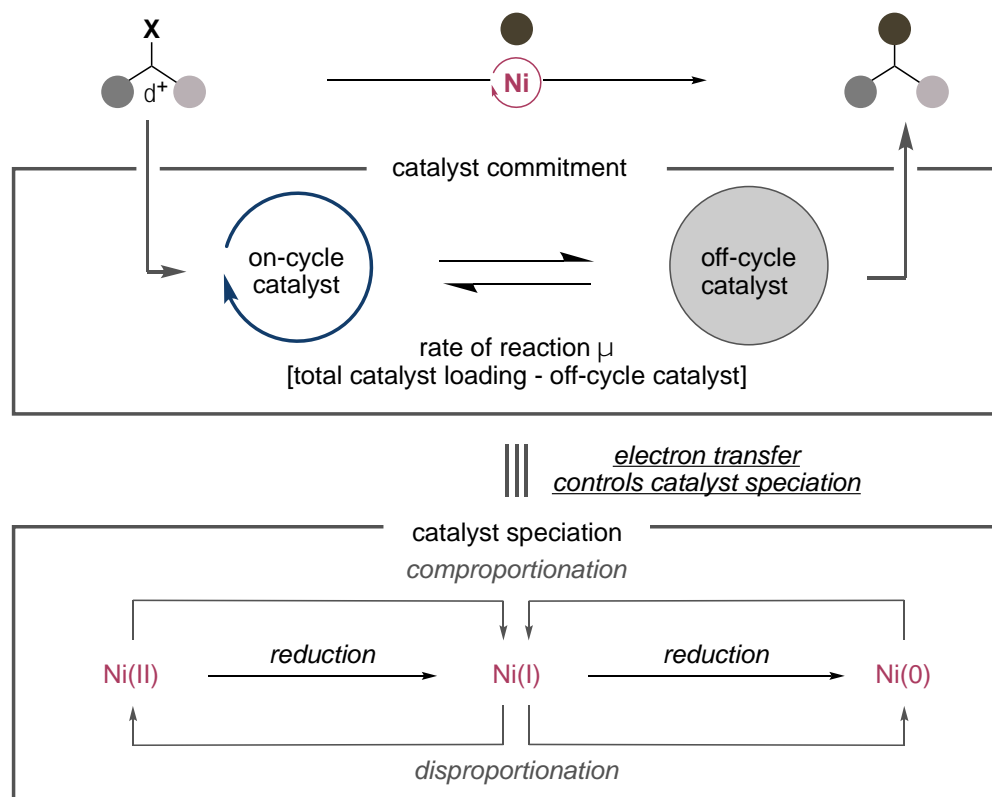 X
d+
Ni
catalyst commitment
on-cycle
catalyst
off-cycle
catalyst
rate of reaction μ
[total catalyst loading - off-cycle catalyst]
electron transfer
controls catalyst speciation
catalyst speciation
comproportionation
Ni(II)
reduction
Ni(I)
reduction
Ni(0)
disproportionation